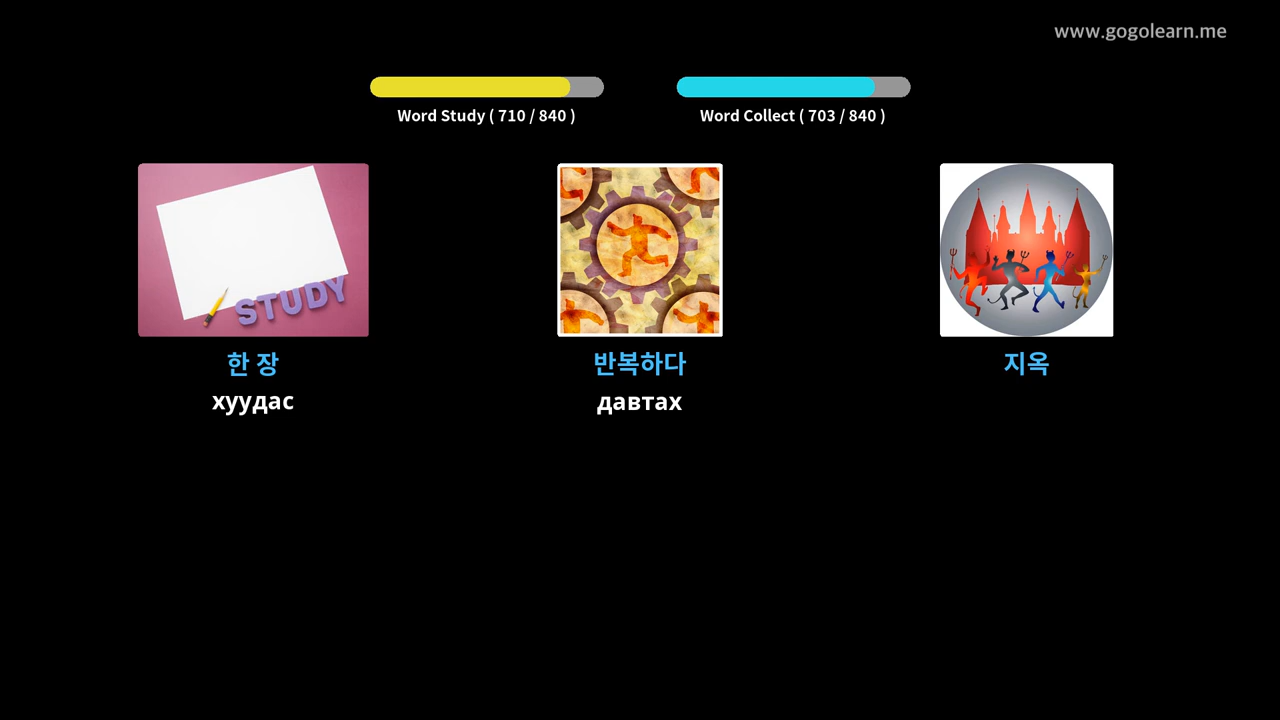 www.gogolearn.me
Word Study ( 710 / 840 )
Word Collect ( 703 / 840 )
STUDY
한 장
반복하다
지옥
хуудас
давтах